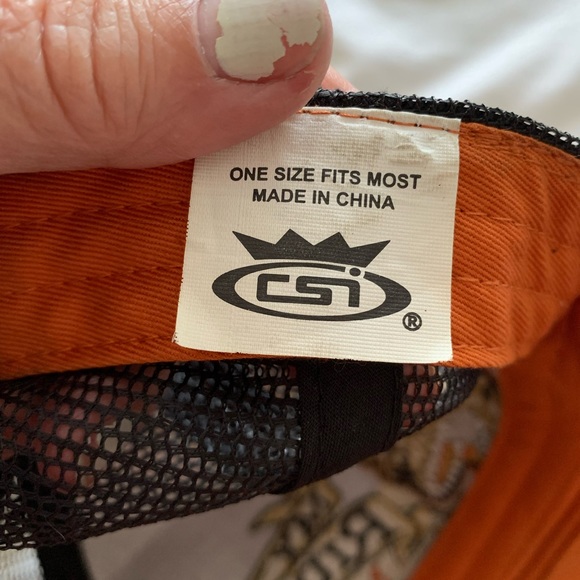 ONE SIZE FITS MOST
MADE IN CHINA
CSI
®